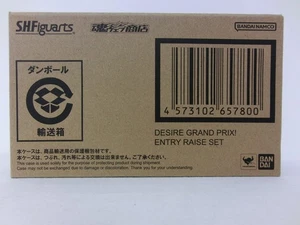 S.H.Figuarts
魂ウェブ商店
BANDAI NAMCO
ダンボール
輸送箱
4 573102 657800
DESIRE GRAND PRIX!
ENTRY RAISE SET
本ケースは、商品輸送用の保護梱包材です。
本ケースは、つぶれ、汚れ等による交換は出来ません。ご了承ください。
BANDAI